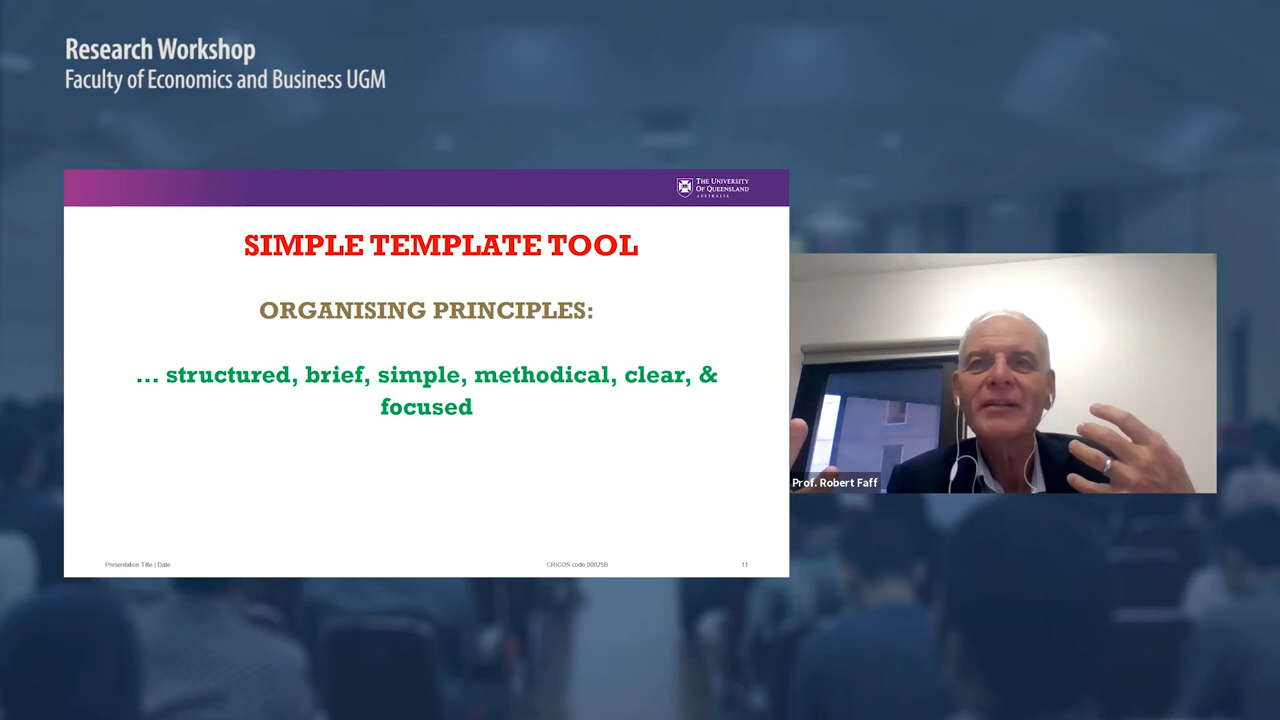 Research Workshop
Faculty of Economics and Business UGM
THE UNIVERSITY
OF QUEENSLAND
AUSTRALIA
SIMPLE TEMPLATE TOOL
ORGANISING PRINCIPLES:
... structured, brief, simple, methodical, clear, &
focused
Prof. Robert Faff
Presentation Title | Date
CRICOS code 00025B
11